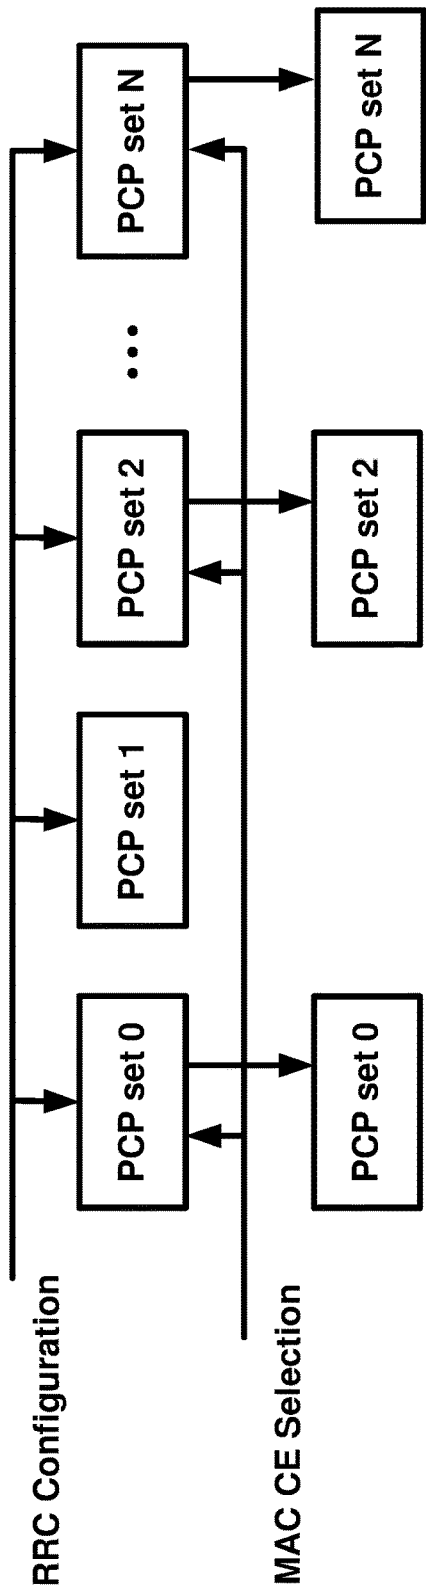 RRC Configuration
PCP set 0
PCP set 1
PCP set 2
...
PCP set N
MAC CE Selection
PCP set 0
PCP set 2
PCP set N